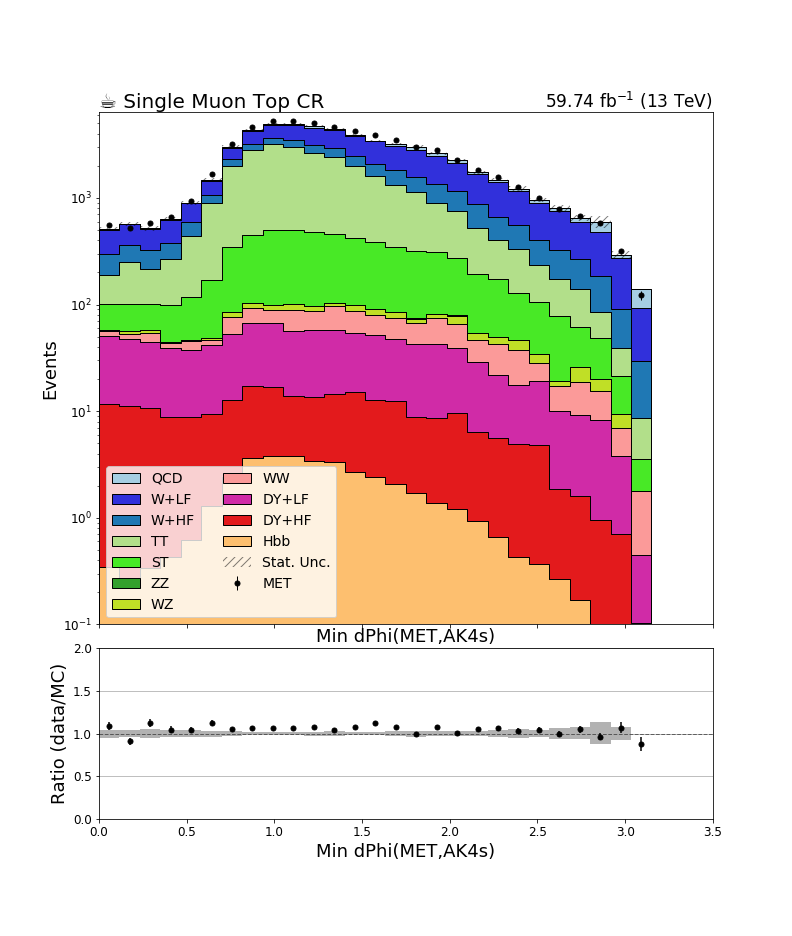 ☕ Single Muon Top CR 59.74 fb⁻¹ (13 TeV)
Events
10³
10²
10¹
10⁰
10⁻¹
QCD WW
W+LF DY+LF
W+HF DY+HF
TT Hbb
ST Stat. Unc.
ZZ MET
WZ
Min dPhi(MET,AK4s)
Ratio (data/MC)
2.0
1.5
1.0
0.5
0.0
0.0 0.5 1.0 1.5 2.0 2.5 3.0 3.5
Min dPhi(MET,AK4s)